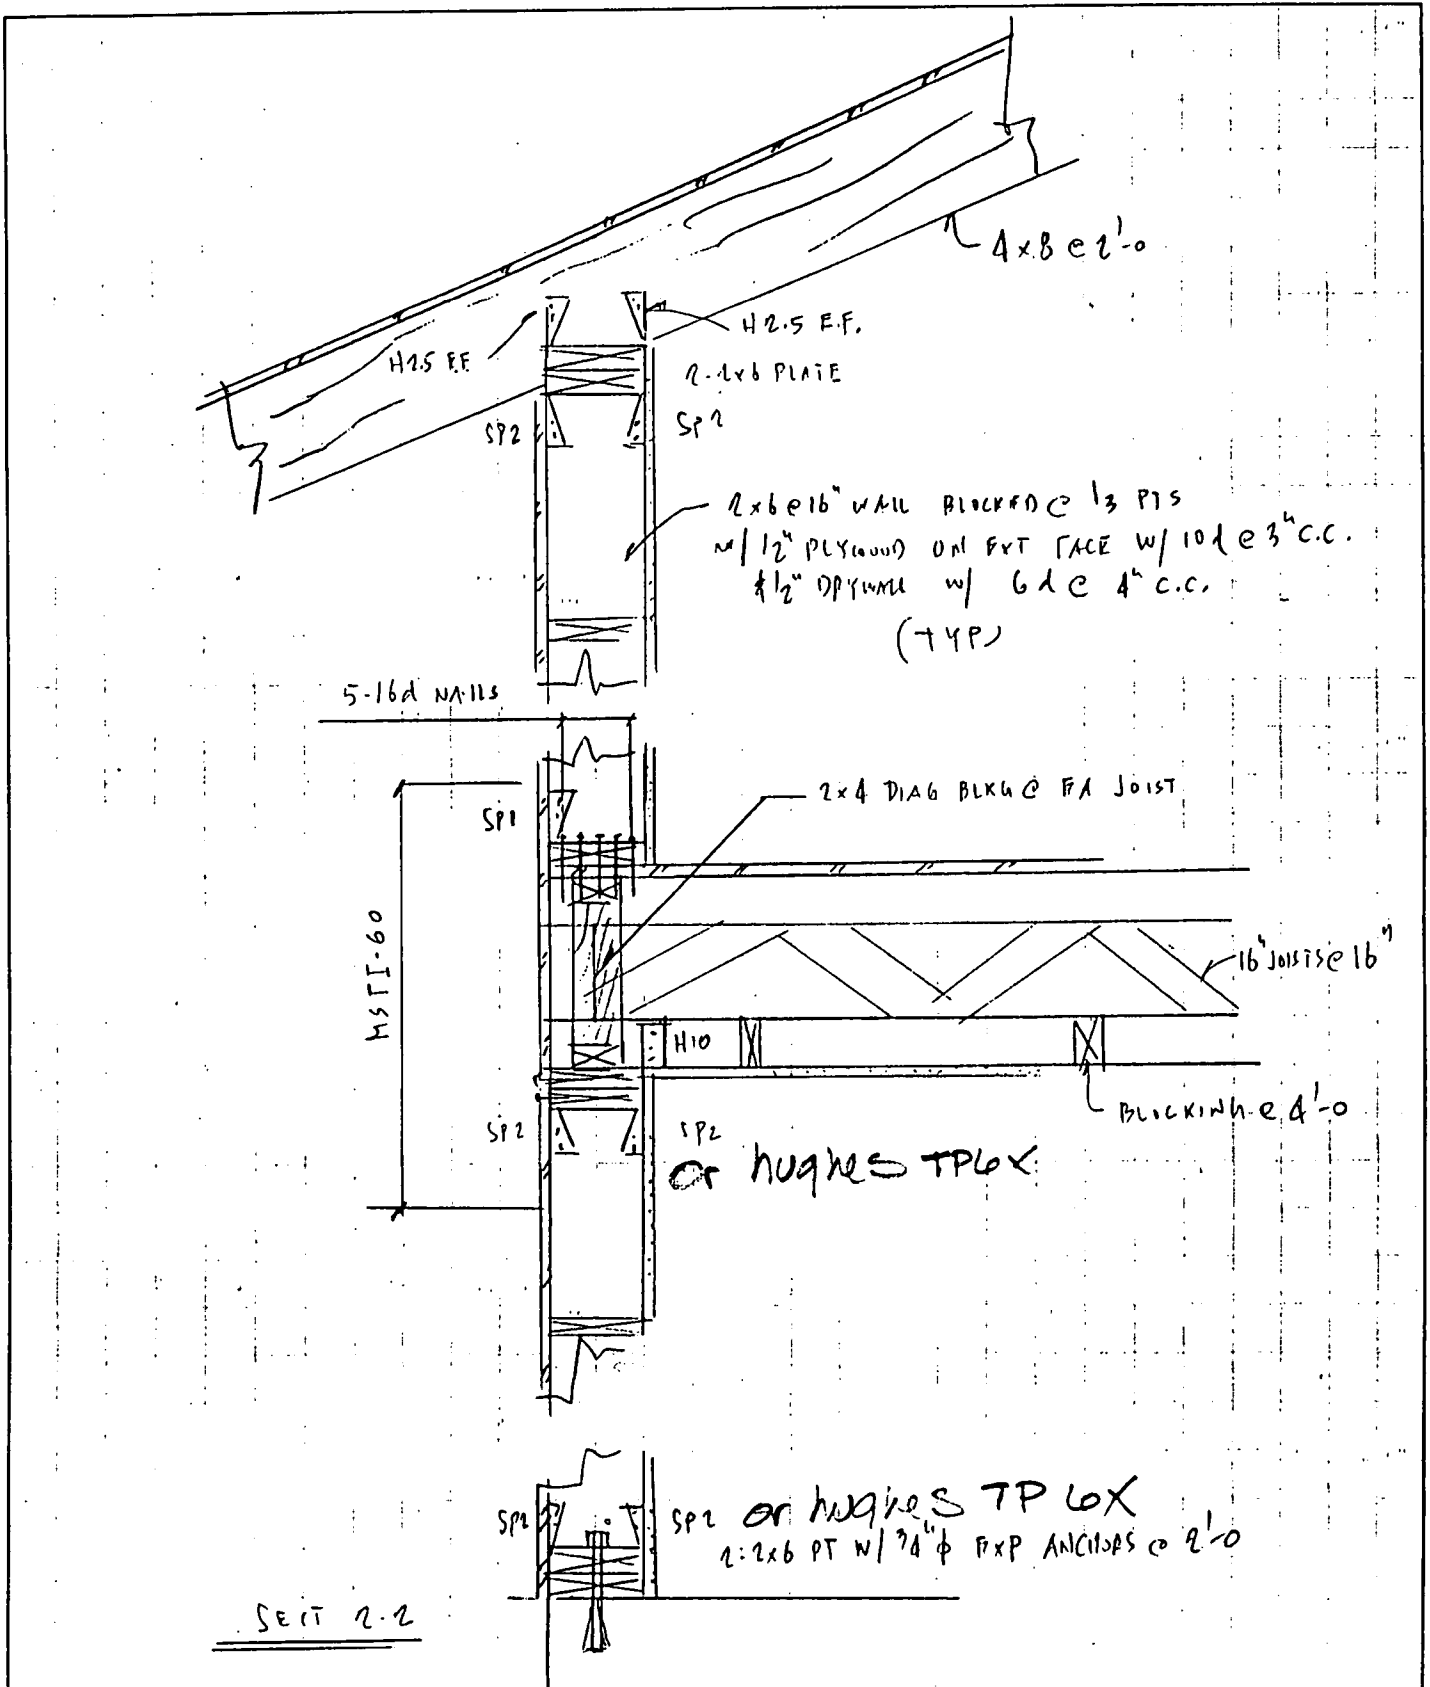 4x8 @ 2'-0
H2.5 E.F.
H2.5 E.F.
2-2x6 PLATE
SP2
SP2
2x6 @ 16" WALL BLOCKED @ 1/3 PTS
w/ 1/2" PLYWOOD ON EXT FACE W/ 10d @ 3" C.C.
& 1/2" DRYWALL w/ 6d @ 4" C.C.
(TYP)
5-16d NAILS
2x4 DIAG BLKG @ EA JOIST
SP1
MSTI-60
16" JOISTS @ 16"
H10
BLOCKING @ 4'-0
SP2
SP2
or hughes TP6X
SP2
SP2 or hughes TP 6X
2-2x6 PT W/ 3/4"ϕ EXP ANCHORS @ 2'-0
SECT 2-2